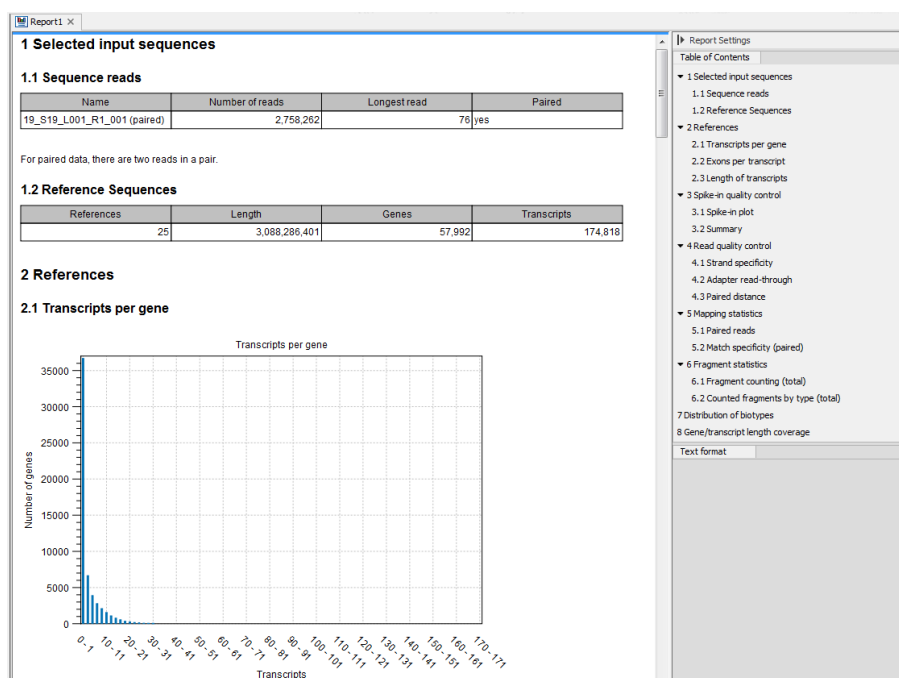 Report1
1 Selected input sequences
1.1 Sequence reads
Name Number of reads Longest read Paired
19_S19_L001_R1_001 (paired) 2,758,262 76 yes
For paired data, there are two reads in a pair.
1.2 Reference Sequences
References Length Genes Transcripts
25 3,088,286,401 57,992 174,818
2 References
2.1 Transcripts per gene
Transcripts per gene
35000
30000
25000
20000
15000
10000
5000
0
Number of genes
0 - 1
10 - 11
20 - 21
30 - 31
40 - 41
50 - 51
60 - 61
70 - 71
80 - 81
90 - 91
100 - 101
110 - 111
120 - 121
130 - 131
140 - 141
150 - 151
160 - 161
170 - 171
Transcripts
Report Settings
Table of Contents
1 Selected input sequences
1.1 Sequence reads
1.2 Reference Sequences
2 References
2.1 Transcripts per gene
2.2 Exons per transcript
2.3 Length of transcripts
3 Spike-in quality control
3.1 Spike-in plot
3.2 Summary
4 Read quality control
4.1 Strand specificity
4.2 Adapter read-through
4.3 Paired distance
5 Mapping statistics
5.1 Paired reads
5.2 Match specificity (paired)
6 Fragment statistics
6.1 Fragment counting (total)
6.2 Counted fragments by type (total)
7 Distribution of biotypes
8 Gene/transcript length coverage
Text format